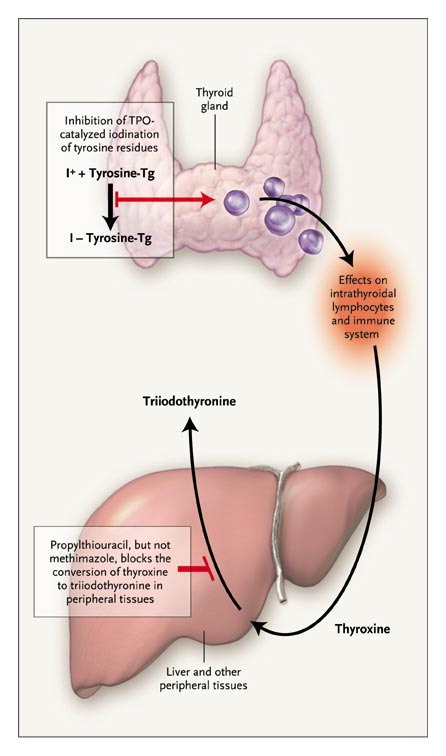 Thyroid
gland
Inhibition of TPO-
catalyzed iodination
of tyrosine residues
I+ + Tyrosine-Tg
I – Tyrosine-Tg
Effects on
intrathyroidal
lymphocytes
and immune
system
Triiodothyronine
Propylthiouracil, but not
methimazole, blocks the
conversion of thyroxine
to triiodothyronine in
peripheral tissues
Thyroxine
Liver and other
peripheral tissues